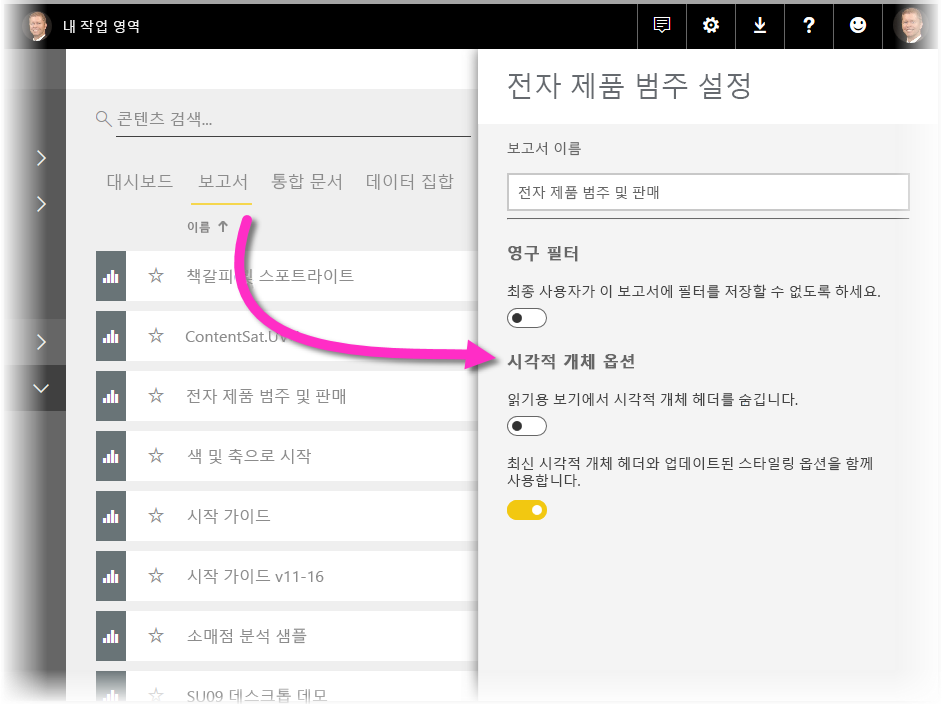 내 작업 영역
?
전자 제품 범주 설정
콘텐츠 검색...
대시보드 보고서 통합 문서 데이터 집합
이름 ↑
책갈피 및 스포트라이트
ContentSat.UV
전자 제품 범주 및 판매
색 및 축으로 시작
시작 가이드
시작 가이드 v11-16
소매점 분석 샘플
SU09 데스크톱 데모
보고서 이름
전자 제품 범주 및 판매
영구 필터
최종 사용자가 이 보고서에 필터를 저장할 수 없도록 하세요.
시각적 개체 옵션
읽기용 보기에서 시각적 개체 헤더를 숨깁니다.
최신 시각적 개체 헤더와 업데이트된 스타일링 옵션을 함께
사용합니다.